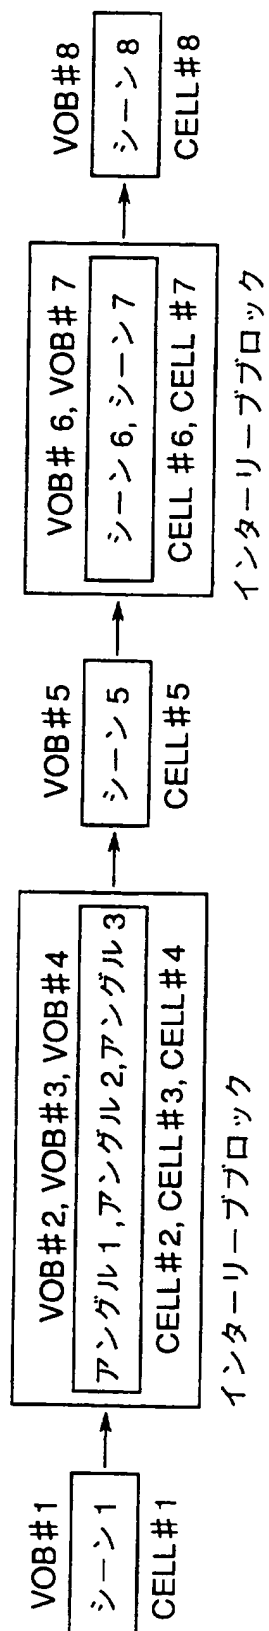 VOB#1
シーン1
CELL#1
VOB#2, VOB#3, VOB#4
アングル1,アングル2,アングル3
CELL#2, CELL#3, CELL#4
インターリーブブロック
VOB#5
シーン5
CELL#5
VOB# 6, VOB# 7
シーン6, シーン7
CELL #6, CELL #7
インターリーブブロック
VOB#8
シーン8
CELL#8